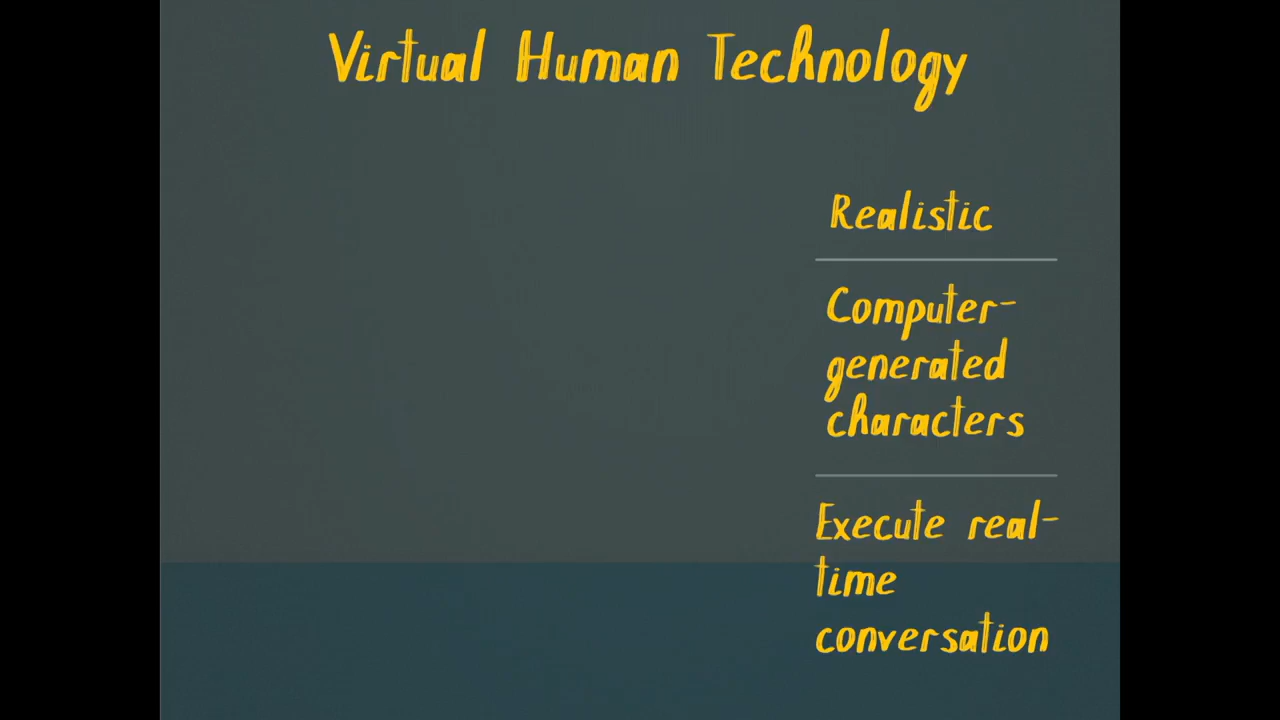 Virtual Human Technology
Realistic
Computer-
generated
characters
Execute real-
time
conversation